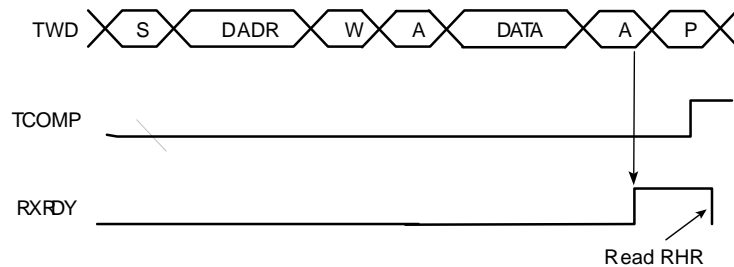 TWD S DADR W A DATA A P
TCOMP
RXRDY
Read RHR